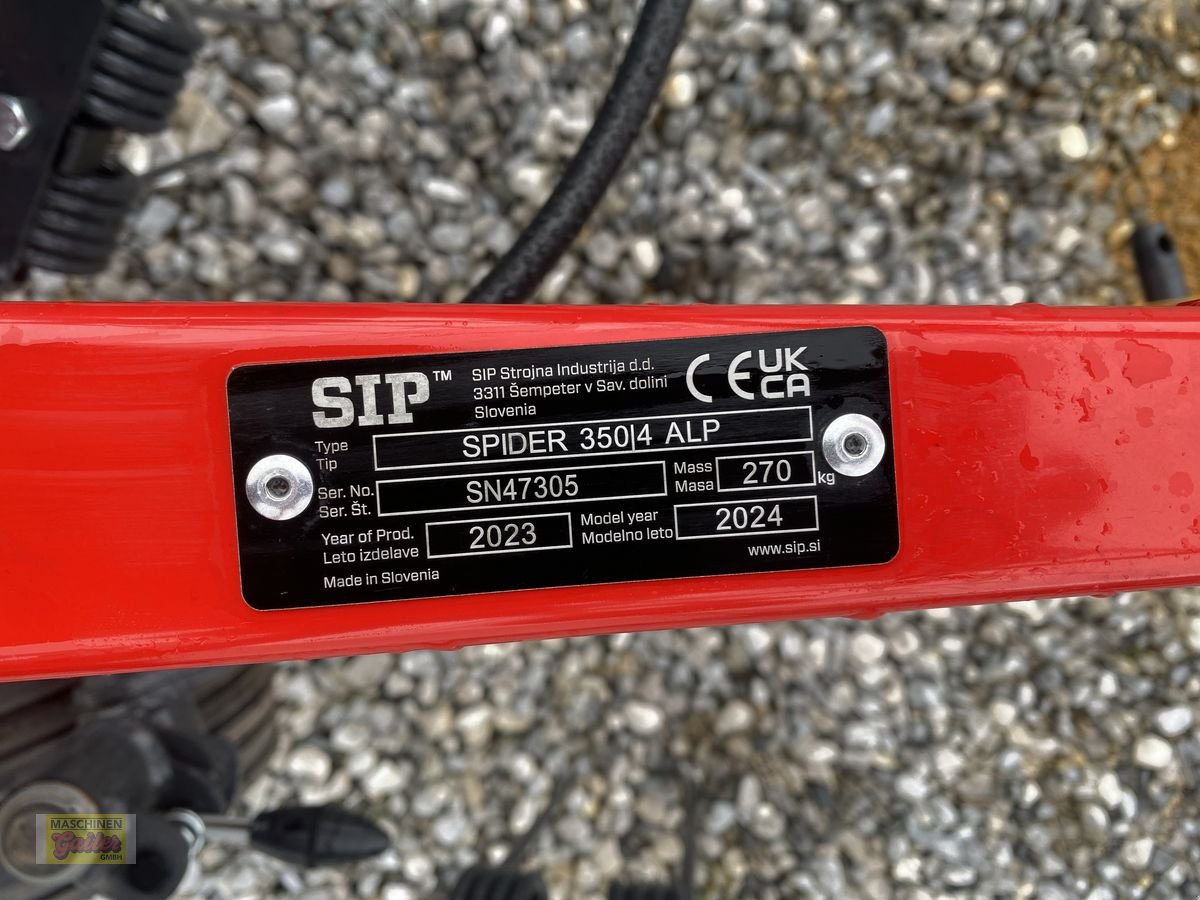 SIP™
SIP Strojna Industrija d.d.
3311 Šempeter v Sav. dolini
Slovenia
CE UK
CA
Type
Tip
SPIDER 350|4 ALP
Ser. No.
Ser. Št.
SN47305
Mass
Masa
270
kg
Year of Prod.
Leto izdelave
2023
Model year
Modelno leto
2024
Made in Slovenia
www.sip.si
MASCHINEN
Gailer
GMBH